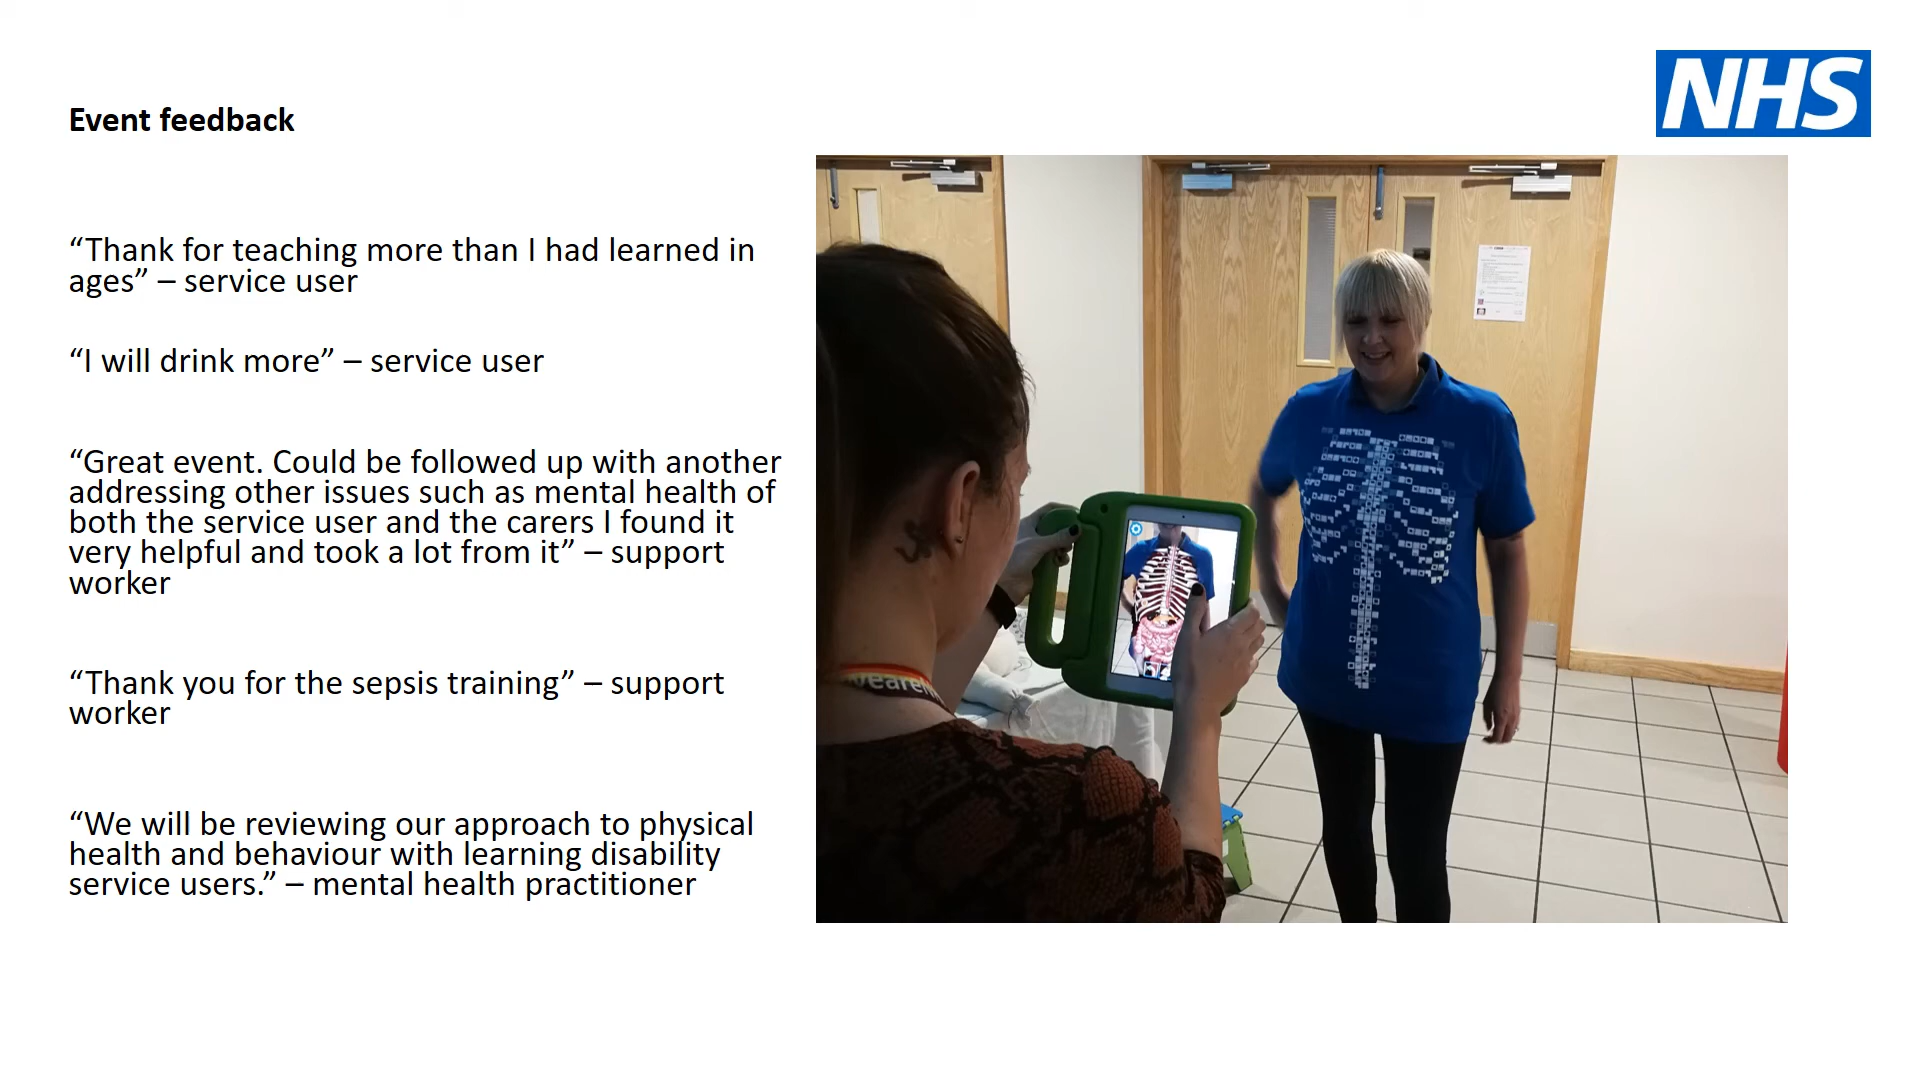 NHS
Event feedback
“Thank for teaching more than I had learned in
ages” – service user
“I will drink more” – service user
“Great event. Could be followed up with another
addressing other issues such as mental health of
both the service user and the carers I found it
very helpful and took a lot from it” – support
worker
“Thank you for the sepsis training” – support
worker
“We will be reviewing our approach to physical
health and behaviour with learning disability
service users.” – mental health practitioner